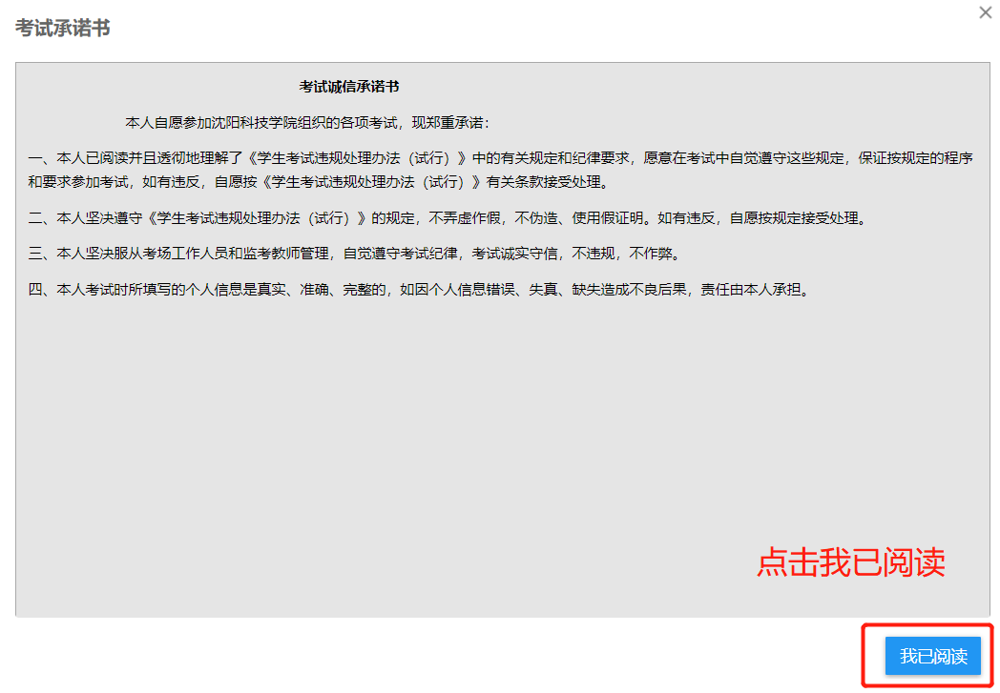 考试承诺书
考试诚信承诺书
本人自愿参加沈阳科技学院组织的各项考试，现郑重承诺：
一、本人已阅读并且透彻地理解了《学生考试违规处理办法（试行）》中的有关规定和纪律要求，愿意在考试中自觉遵守这些规定，保证按规定的程序
和要求参加考试，如有违反，自愿按《学生考试违规处理办法（试行）》有关条款接受处理。
二、本人坚决遵守《学生考试违规处理办法（试行）》的规定，不弄虚作假，不伪造、使用假证明。如有违反，自愿按规定接受处理。
三、本人坚决服从考场工作人员和监考教师管理，自觉遵守考试纪律，考试诚实守信，不违规，不作弊。
四、本人考试时所填写的个人信息是真实、准确、完整的，如因个人信息错误、失真、缺失造成不良后果，责任由本人承担。
点击我已阅读
我已阅读